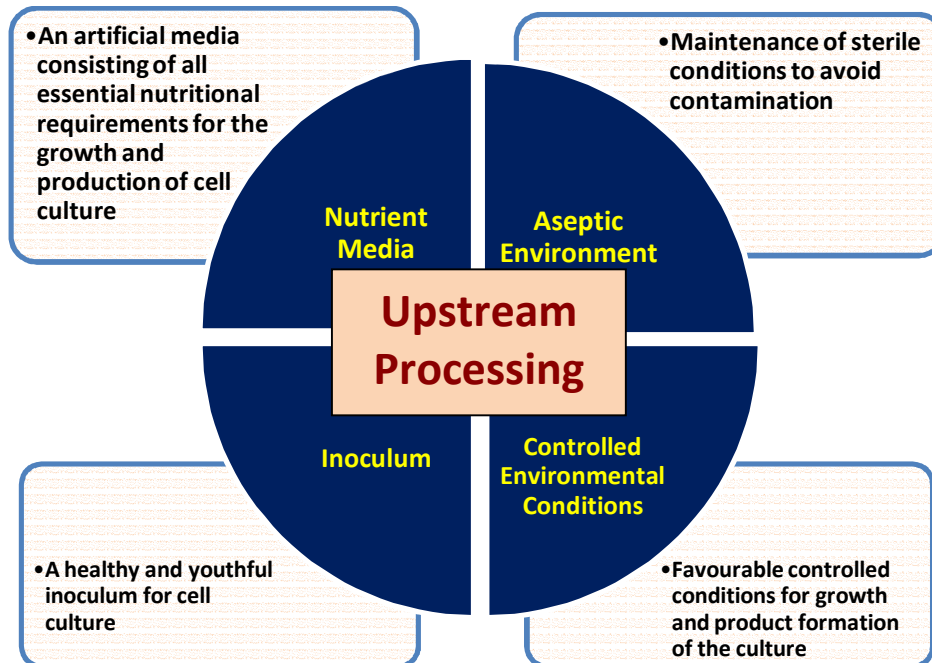 •An artificial media
consisting of all
essential nutritional
requirements for the
growth and
production of cell
culture
•Maintenance of sterile
conditions to avoid
contamination
Nutrient
Media
Aseptic
Environment
Upstream
Processing
Inoculum
Controlled
Environmental
Conditions
•A healthy and youthful
inoculum for cell
culture
•Favourable controlled
conditions for growth
and product formation
of the culture